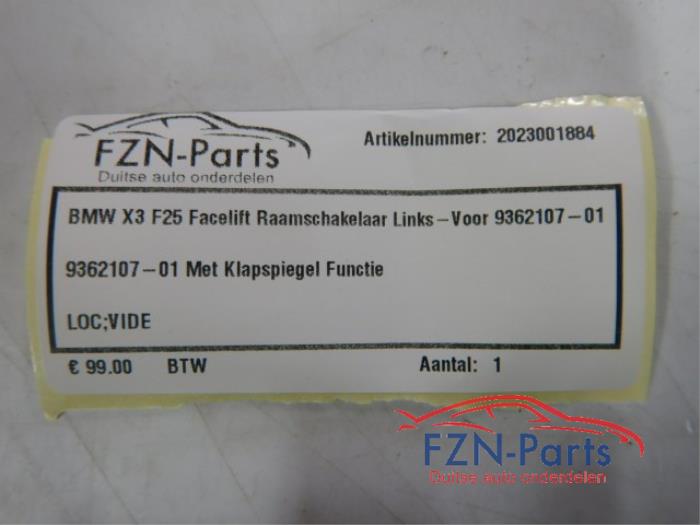 FZN-Parts
Duitse auto onderdelen
Artikelnummer: 2023001884
BMW X3 F25 Facelift Raamschakelaar Links-Voor 9362107-01
9362107-01 Met Klapspiegel Functie
LOC;VIDE
€ 99.00 BTW Aantal: 1
FZN-Parts
Duitse auto onderdelen